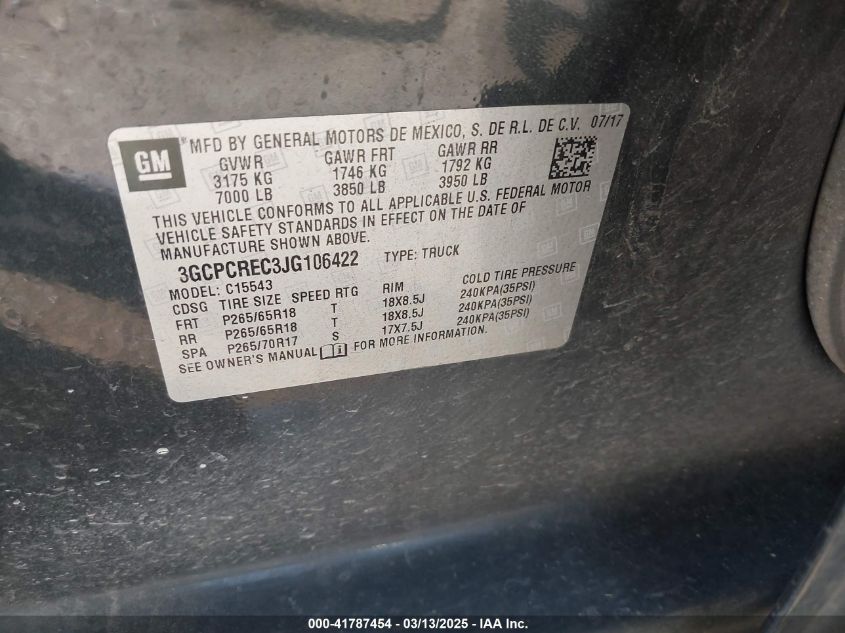 GM
MFD BY GENERAL MOTORS DE MEXICO, S. DE R.L. DE C.V. 07/17
GVWR GAWR FRT GAWR RR
3175 KG 1746 KG 1792 KG
7000 LB 3850 LB 3950 LB
THIS VEHICLE CONFORMS TO ALL APPLICABLE U.S. FEDERAL MOTOR
VEHICLE SAFETY STANDARDS IN EFFECT ON THE DATE OF
MANUFACTURE SHOWN ABOVE.
3GCPCREC3JG106422 TYPE: TRUCK
MODEL: C15543
CDSG TIRE SIZE SPEED RTG RIM COLD TIRE PRESSURE
FRT P265/65R18 T 18X8.5J 240KPA(35PSI)
RR P265/65R18 T 18X8.5J 240KPA(35PSI)
SPA P265/70R17 S 17X7.5J 240KPA(35PSI)
SEE OWNER'S MANUAL FOR MORE INFORMATION.
000-41787454 / 03/13/2025 - IAA Inc.